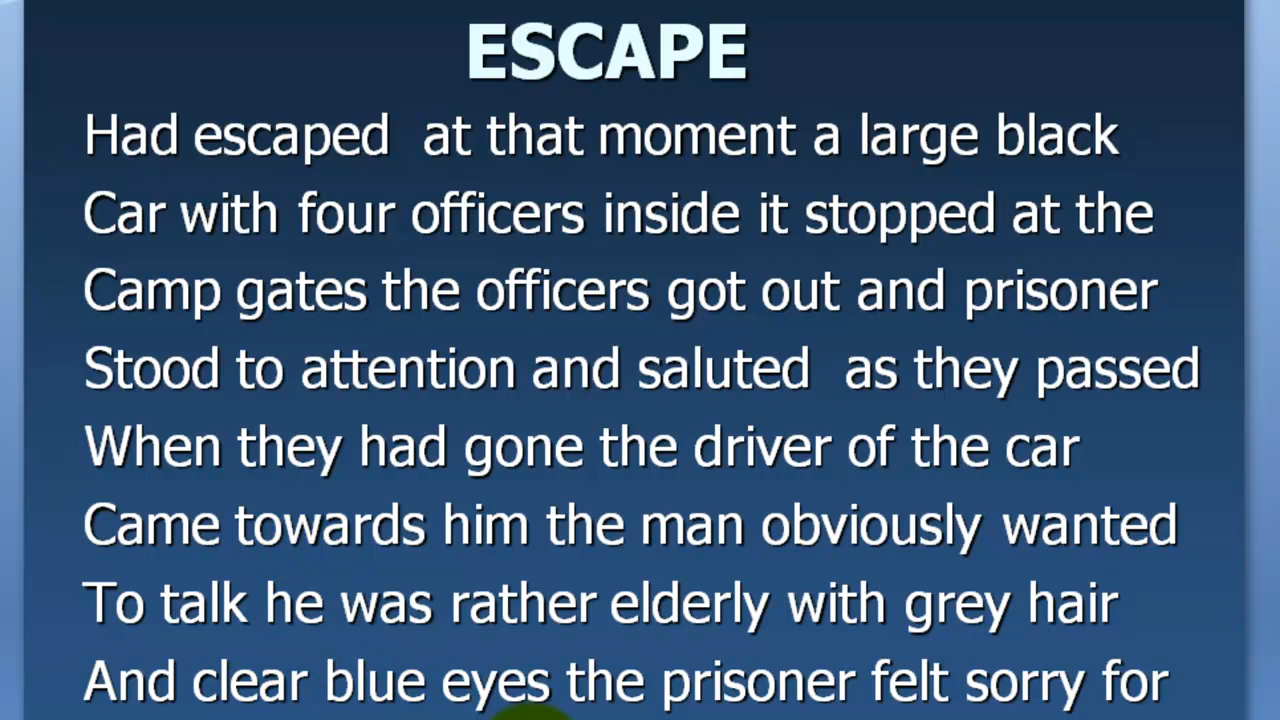 ESCAPE
Had escaped at that moment a large black
Car with four officers inside it stopped at the
Camp gates the officers got out and prisoner
Stood to attention and saluted as they passed
When they had gone the driver of the car
Came towards him the man obviously wanted
To talk he was rather elderly with grey hair
And clear blue eyes the prisoner felt sorry for